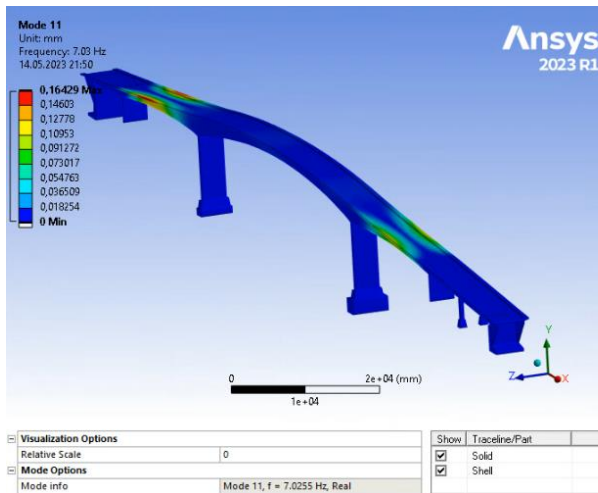 Mode 11
Unit: mm
Frequency: 7.03 Hz
14.05.2023 21:50
Ansys
2023 R1
0,16429 Max
0,14603
0,12778
0,10953
0,091272
0,073017
0,054763
0,036509
0,018254
0 Min
Y
Z
X
0
2e+04 (mm)
1e+04
Visualization Options
Relative Scale 0
Mode Options
Mode info Mode 11, f = 7.0255 Hz, Real
Show Traceline/Part
Solid
Shell